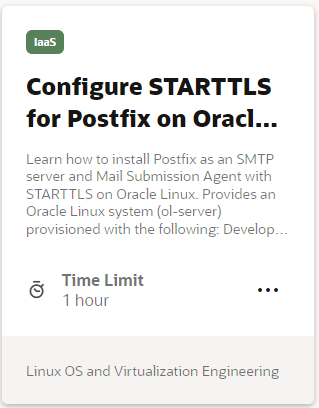 IaaS
Configure STARTTLS
for Postfix on Oracl...
Learn how to install Postfix as an SMTP
server and Mail Submission Agent with
STARTTLS on Oracle Linux. Provides an
Oracle Linux system (ol-server)
provisioned with the following: Develop...
Time Limit
1 hour
Linux OS and Virtualization Engineering